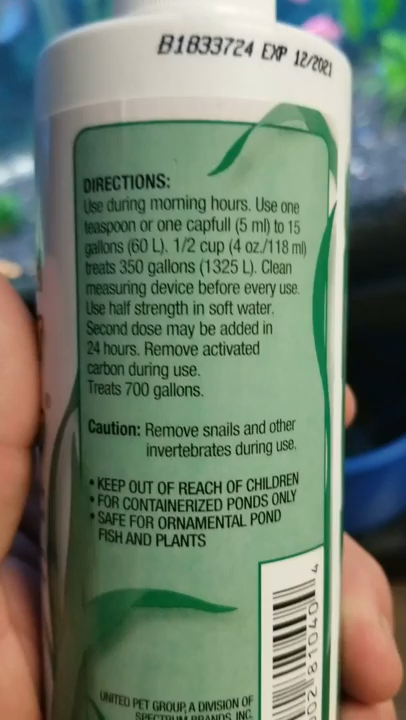 B1833724 EXP 12/2021
DIRECTIONS:
Use during morning hours. Use one
teaspoon or one capfull (5 ml) to 15
gallons (60 L). 1/2 cup (4 oz./118 ml)
treats 350 gallons (1325 L). Clean
measuring device before every use.
Use half strength in soft water.
Second dose may be added in
24 hours. Remove activated
carbon during use.
Treats 700 gallons.
Caution: Remove snails and other
invertebrates during use.
• KEEP OUT OF REACH OF CHILDREN
• FOR CONTAINERIZED PONDS ONLY
• SAFE FOR ORNAMENTAL POND
FISH AND PLANTS
UNITED PET GROUP, A DIVISION OF
SPECTRUM BRANDS, INC.
02 81040 4